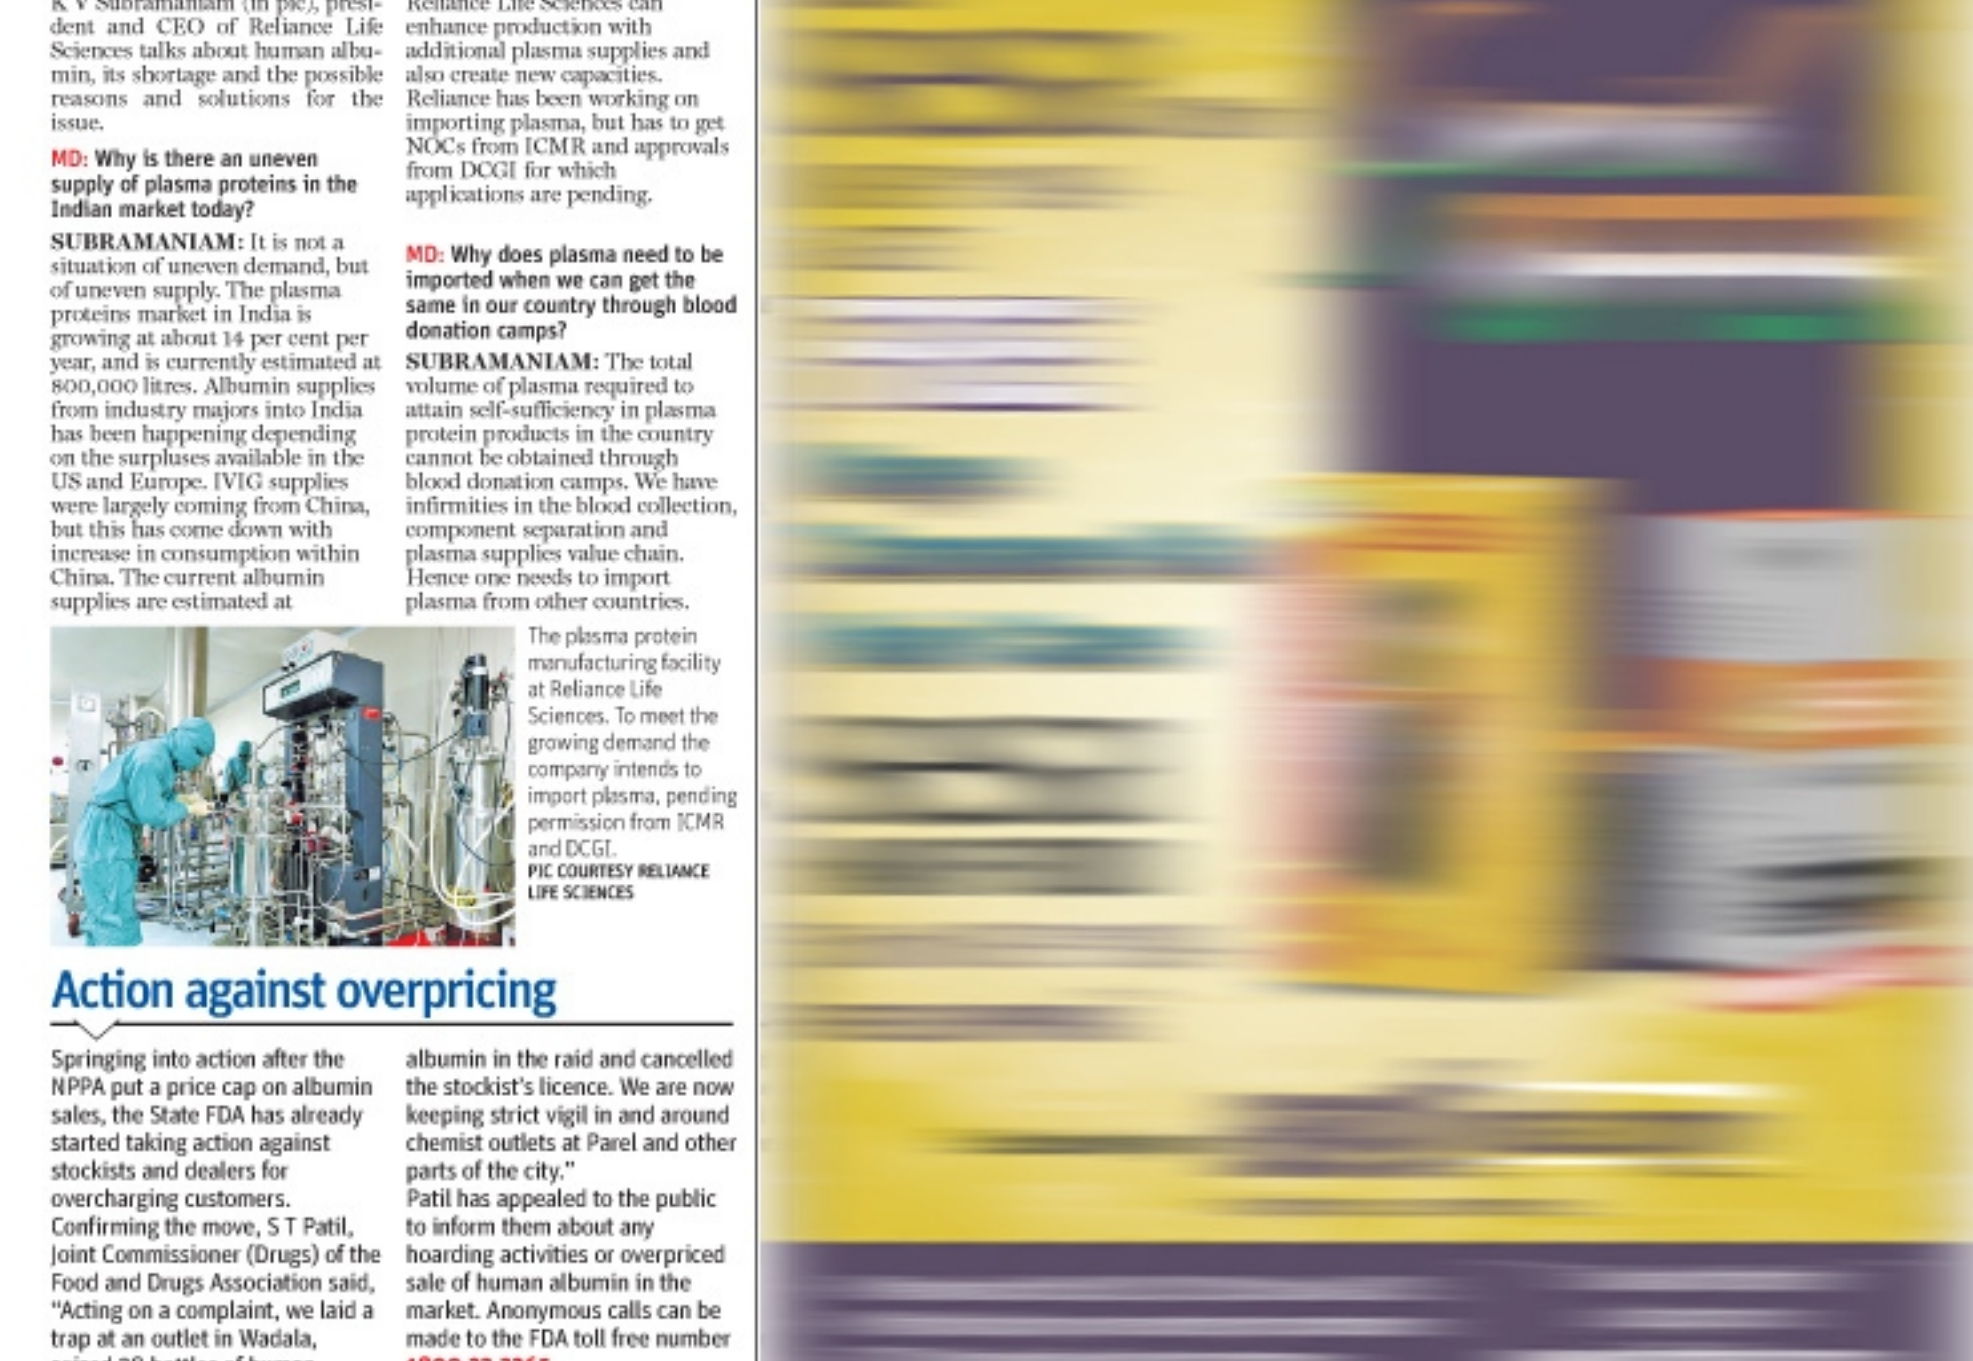 K V Subramaniam (in pic), presi-
dent and CEO of Reliance Life
Sciences talks about human albu-
min, its shortage and the possible
reasons and solutions for the
issue.
MD: Why is there an uneven
supply of plasma proteins in the
Indian market today?
SUBRAMANIAM: It is not a
situation of uneven demand, but
of uneven supply. The plasma
proteins market in India is
growing at about 14 per cent per
year, and is currently estimated at
800,000 litres. Albumin supplies
from industry majors into India
has been happening depending
on the surpluses available in the
US and Europe. IVIG supplies
were largely coming from China,
but this has come down with
increase in consumption within
China. The current albumin
supplies are estimated at
Reliance Life Sciences can
enhance production with
additional plasma supplies and
also create new capacities.
Reliance has been working on
importing plasma, but has to get
NOCs from ICMR and approvals
from DCGI for which
applications are pending.
MD: Why does plasma need to be
imported when we can get the
same in our country through blood
donation camps?
SUBRAMANIAM: The total
volume of plasma required to
attain self-sufficiency in plasma
protein products in the country
cannot be obtained through
blood donation camps. We have
infirmities in the blood collection,
component separation and
plasma supplies value chain.
Hence one needs to import
plasma from other countries.
The plasma protein
manufacturing facility
at Reliance Life
Sciences. To meet the
growing demand the
company intends to
import plasma, pending
permission from ICMR
and DCGI.
PIC COURTESY RELIANCE
LIFE SCIENCES
Action against overpricing
Springing into action after the
NPPA put a price cap on albumin
sales, the State FDA has already
started taking action against
stockists and dealers for
overcharging customers.
Confirming the move, S T Patil,
Joint Commissioner (Drugs) of the
Food and Drugs Association said,
"Acting on a complaint, we laid a
trap at an outlet in Wadala,
bottles of human
albumin in the raid and cancelled
the stockist's licence. We are now
keeping strict vigil in and around
chemist outlets at Parel and other
parts of the city."
Patil has appealed to the public
to inform them about any
hoarding activities or overpriced
sale of human albumin in the
market. Anonymous calls can be
made to the FDA toll free number